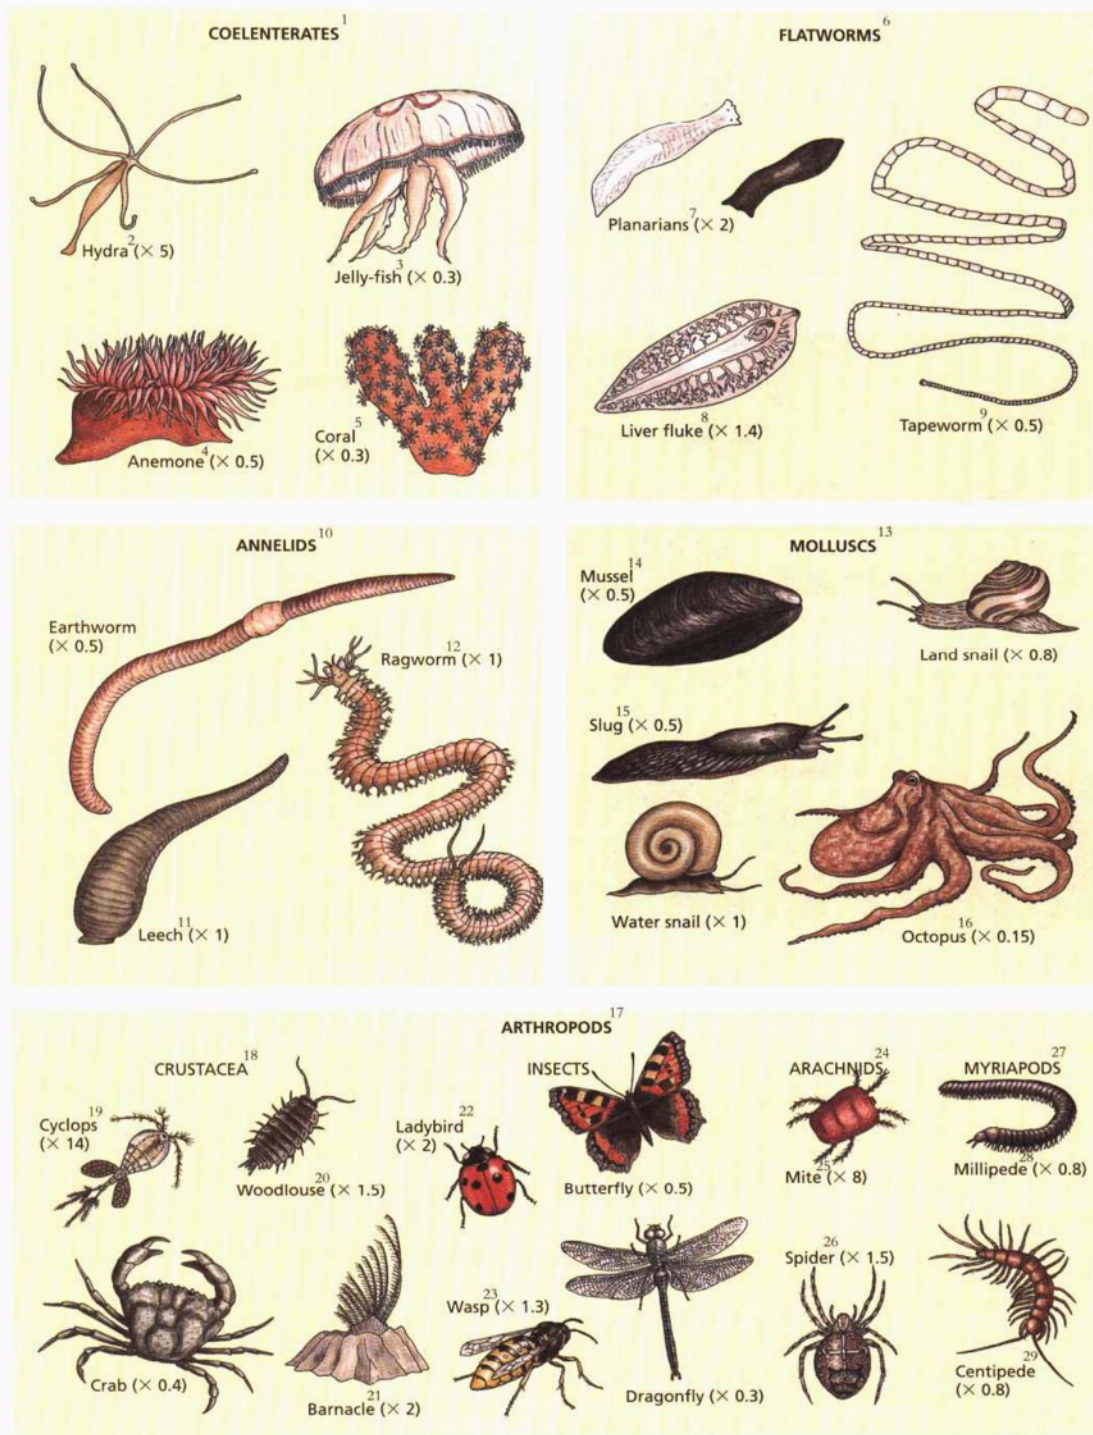 COELENTERATES 1
Hydra 2 (× 5)
Jelly-fish 3 (× 0.3)
Anemone 4 (× 0.5)
Coral 5
(× 0.3)
FLATWORMS 6
Planarians 7 (× 2)
Liver fluke 8 (× 1.4)
Tapeworm 9 (× 0.5)
ANNELIDS 10
Earthworm
(× 0.5)
Ragworm 12 (× 1)
Leech 11 (× 1)
MOLLUSCS 13
Mussel 14
(× 0.5)
Land snail (× 0.8)
Slug 15 (× 0.5)
Water snail (× 1)
Octopus 16 (× 0.15)
ARTHROPODS 17
CRUSTACEA 18
Cyclops 19
(× 14)
Woodlouse 20 (× 1.5)
Crab (× 0.4)
Barnacle 21 (× 2)
INSECTS
Ladybird 22
(× 2)
Butterfly (× 0.5)
Wasp 23 (× 1.3)
Dragonfly (× 0.3)
ARACHNIDS 24
Mite 25 (× 8)
Spider 26 (× 1.5)
MYRIAPODS 27
Millipede 28 (× 0.8)
Centipede 29
(× 0.8)